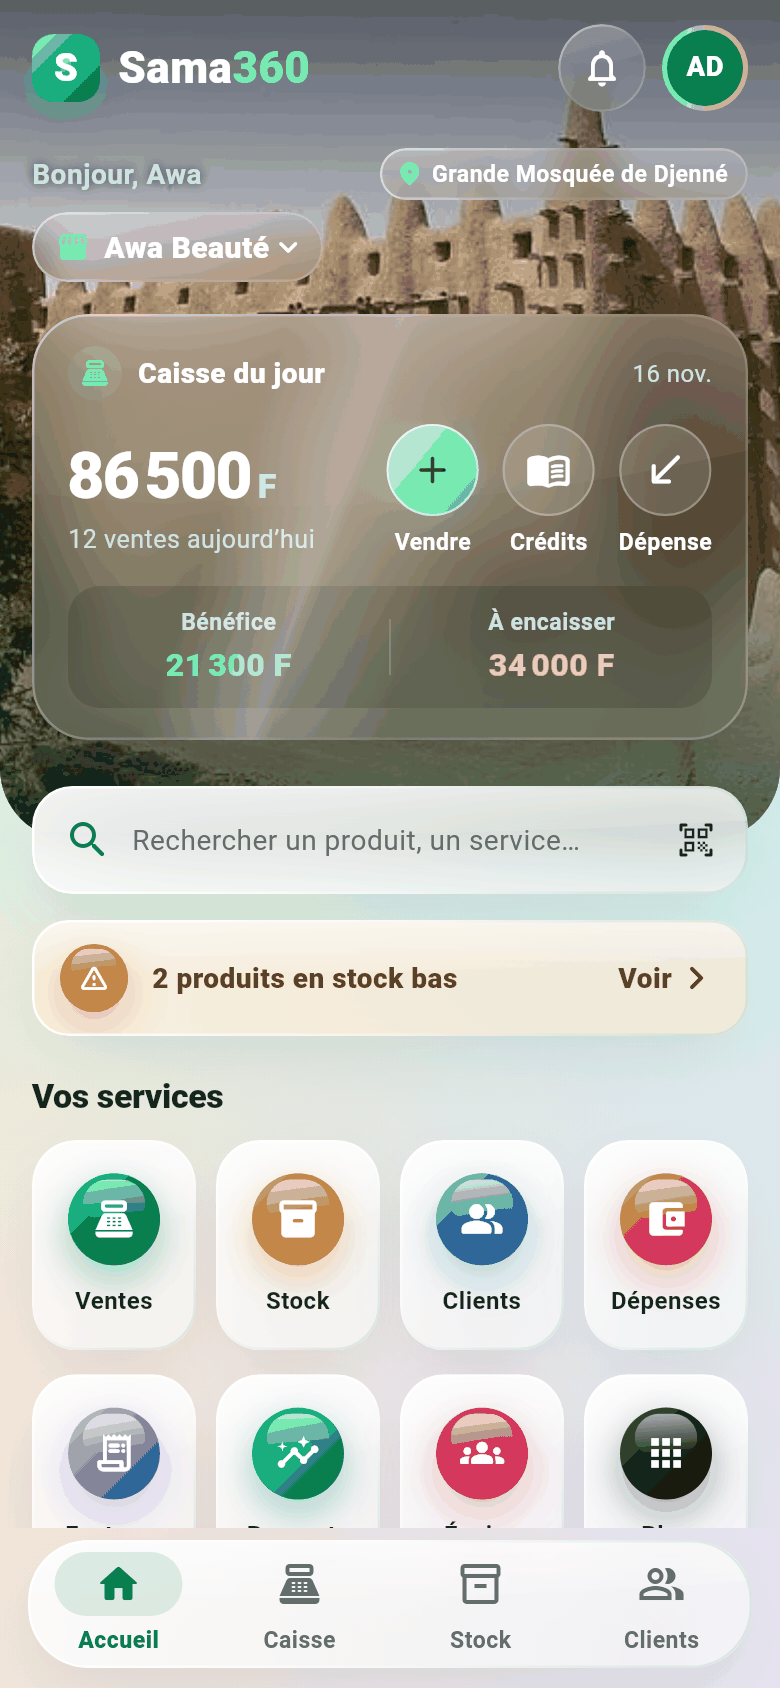 S Sama360 AD
Bonjour, Awa
Grande Mosquée de Djenné
Awa Beauté
Caisse du jour 16 nov.
86 500 F
12 ventes aujourd’hui
Vendre Crédits Dépense
Bénéfice À encaisser
21 300 F 34 000 F
Rechercher un produit, un service…
2 produits en stock bas Voir
Vos services
Ventes Stock Clients Dépenses
Accueil Caisse Stock Clients